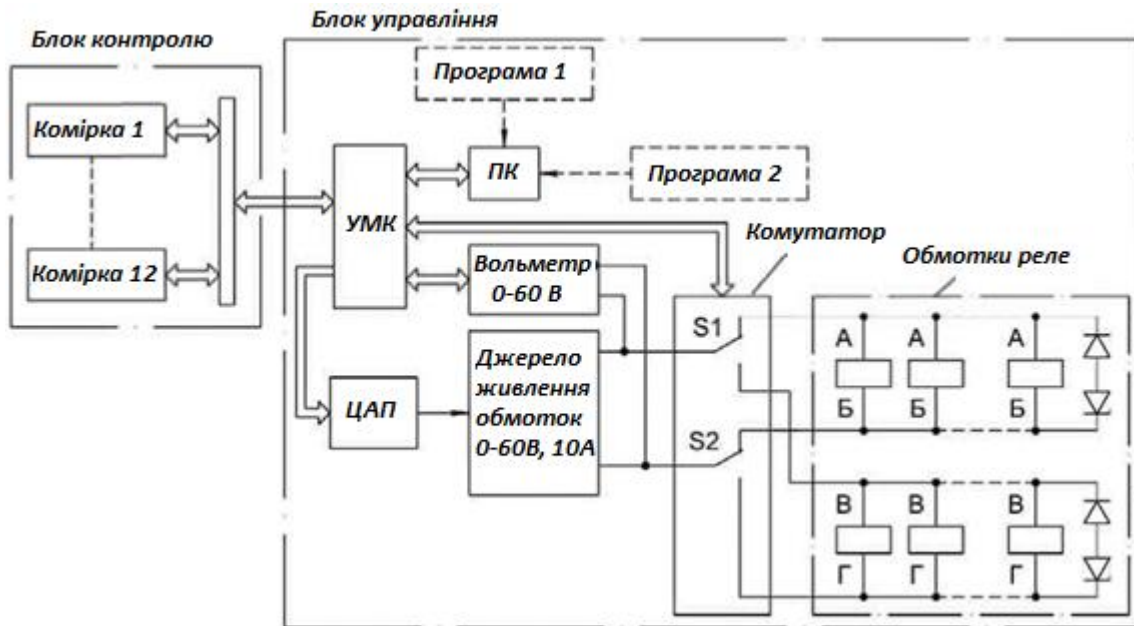 Блок управління
Блок контролю
Програма 1
Комірка 1
ПК
Програма 2
УМК
Комутатор
Комірка 12
Вольметр
0-60 В
Обмотки реле
S1
А А А
Джерело
живлення
обмоток
0-60В, 10А
ЦАП
Б Б Б
S2
В В В
Г Г Г